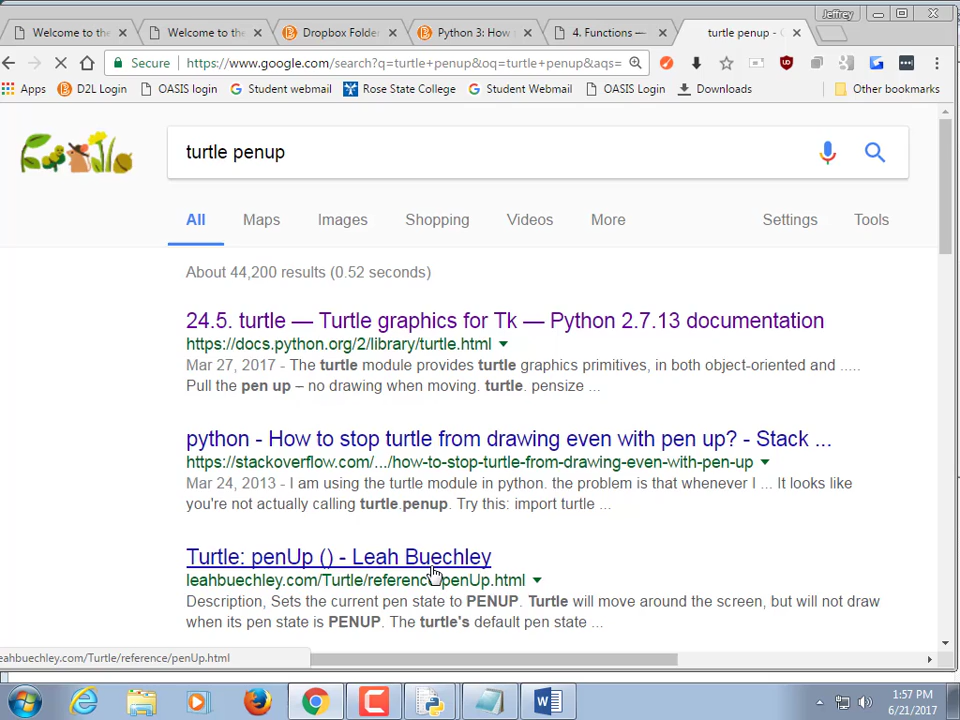 Jeffrey
Welcome to the
Welcome to the
Dropbox Folder
Python 3: How
4. Functions —
turtle penup - G
Secure
https://www.google.com/search?q=turtle+penup&oq=turtle+penup&aqs=
Apps
D2L Login
OASIS login
Student webmail
Rose State College
Student Webmail
OASIS Login
Downloads
Other bookmarks
turtle penup
All Maps Images Shopping Videos More Settings Tools
About 44,200 results (0.52 seconds)
24.5. turtle — Turtle graphics for Tk — Python 2.7.13 documentation
https://docs.python.org/2/library/turtle.html
Mar 27, 2017 - The turtle module provides turtle graphics primitives, in both object-oriented and .....
Pull the pen up – no drawing when moving. turtle. pensize ...
python - How to stop turtle from drawing even with pen up? - Stack ...
https://stackoverflow.com/.../how-to-stop-turtle-from-drawing-even-with-pen-up
Mar 24, 2013 - I am using the turtle module in python. the problem is that whenever I ... It looks like
you're not actually calling turtle.penup. Try this: import turtle ...
Turtle: penUp () - Leah Buechley
leahbuechley.com/Turtle/reference/penUp.html
Description, Sets the current pen state to PENUP. Turtle will move around the screen, but will not draw
when its pen state is PENUP. The turtle's default pen state ...
eahbuechley.com/Turtle/reference/penUp.html
1:57 PM
6/21/2017